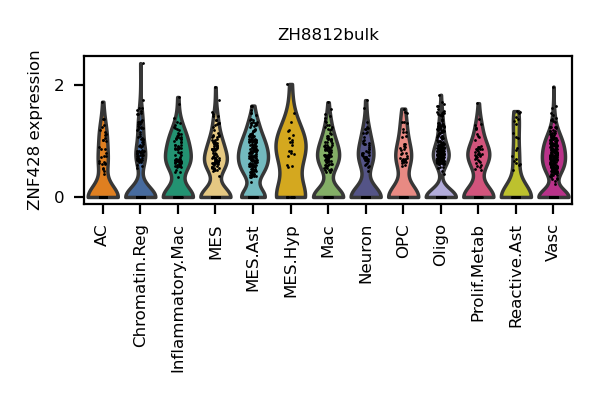 ZH8812bulk
ZNF428 expression
2
0
AC
Chromatin.Reg
Inflammatory.Mac
MES
MES.Ast
MES.Hyp
Mac
Neuron
OPC
Oligo
Prolif.Metab
Reactive.Ast
Vasc